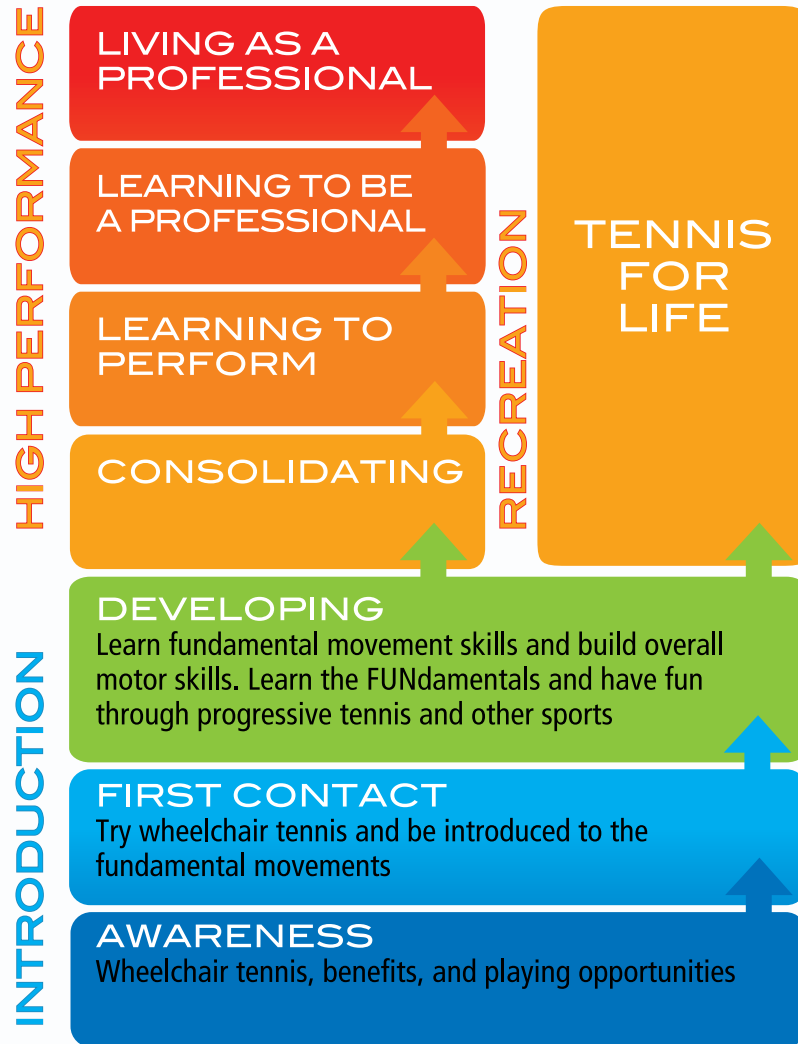 HIGH PERFORMANCE
LIVING AS A
PROFESSIONAL
LEARNING TO BE
A PROFESSIONAL
LEARNING TO
PERFORM
CONSOLIDATING
RECREATION
TENNIS
FOR
LIFE
INTRODUCTION
DEVELOPING
Learn fundamental movement skills and build overall
motor skills. Learn the FUNdamentals and have fun
through progressive tennis and other sports
FIRST CONTACT
Try wheelchair tennis and be introduced to the
fundamental movements
AWARENESS
Wheelchair tennis, benefits, and playing opportunities